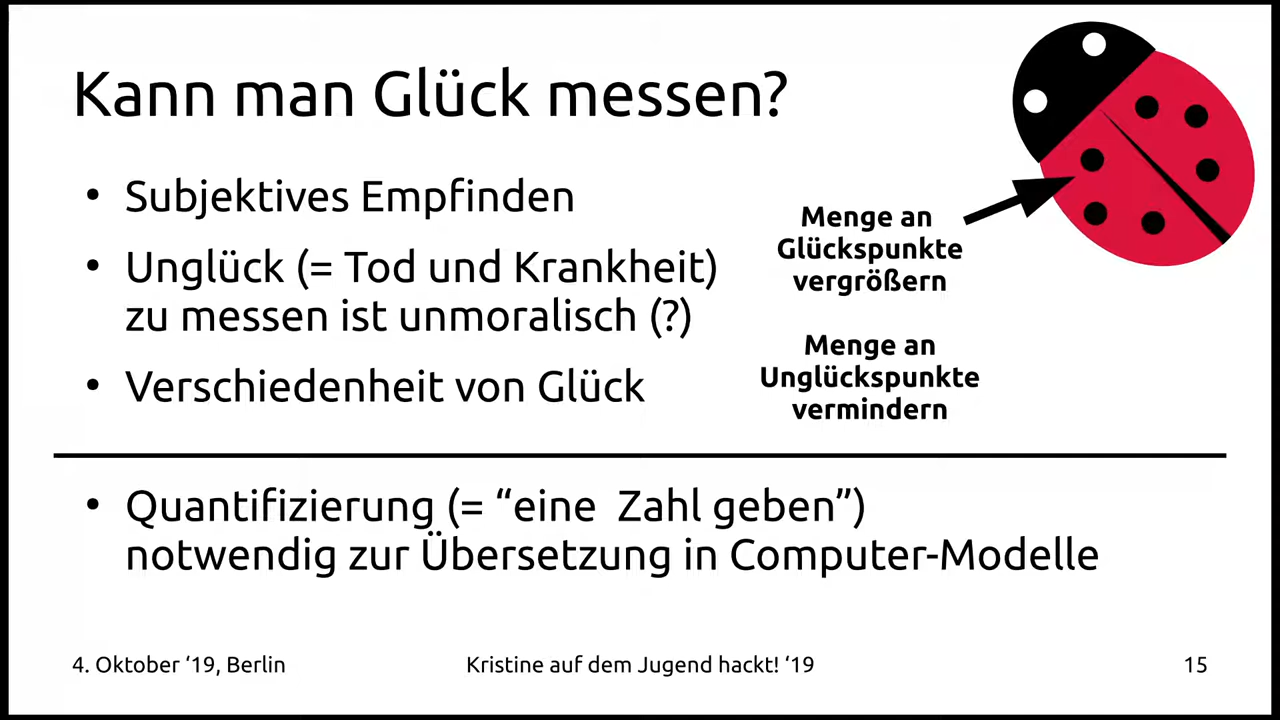 Kann man Glück messen?
• Subjektives Empfinden
• Unglück (= Tod und Krankheit)
zu messen ist unmoralisch (?)
• Verschiedenheit von Glück
Menge an
Glückspunkte
vergrößern
Menge an
Unglückspunkte
vermindern
• Quantifizierung (= “eine  Zahl geben”)
notwendig zur Übersetzung in Computer-Modelle
4. Oktober ‘19, Berlin
Kristine auf dem Jugend hackt! ‘19
15